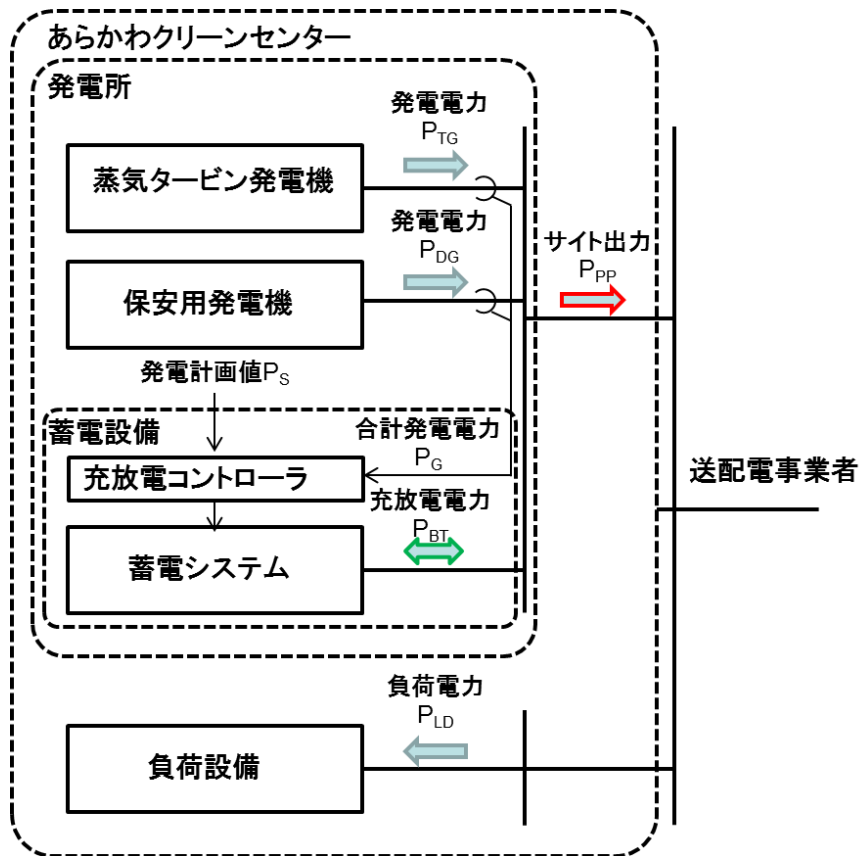 あらかわクリーンセンター
発電所
発電電力
PTG
蒸気タービン発電機
発電電力
PDG
サイト出力
PPP
保安用発電機
発電計画値PS
蓄電設備
合計発電電力
PG
充放電コントローラ
送配電事業者
充放電電力
PBT
蓄電システム
負荷電力
PLD
負荷設備